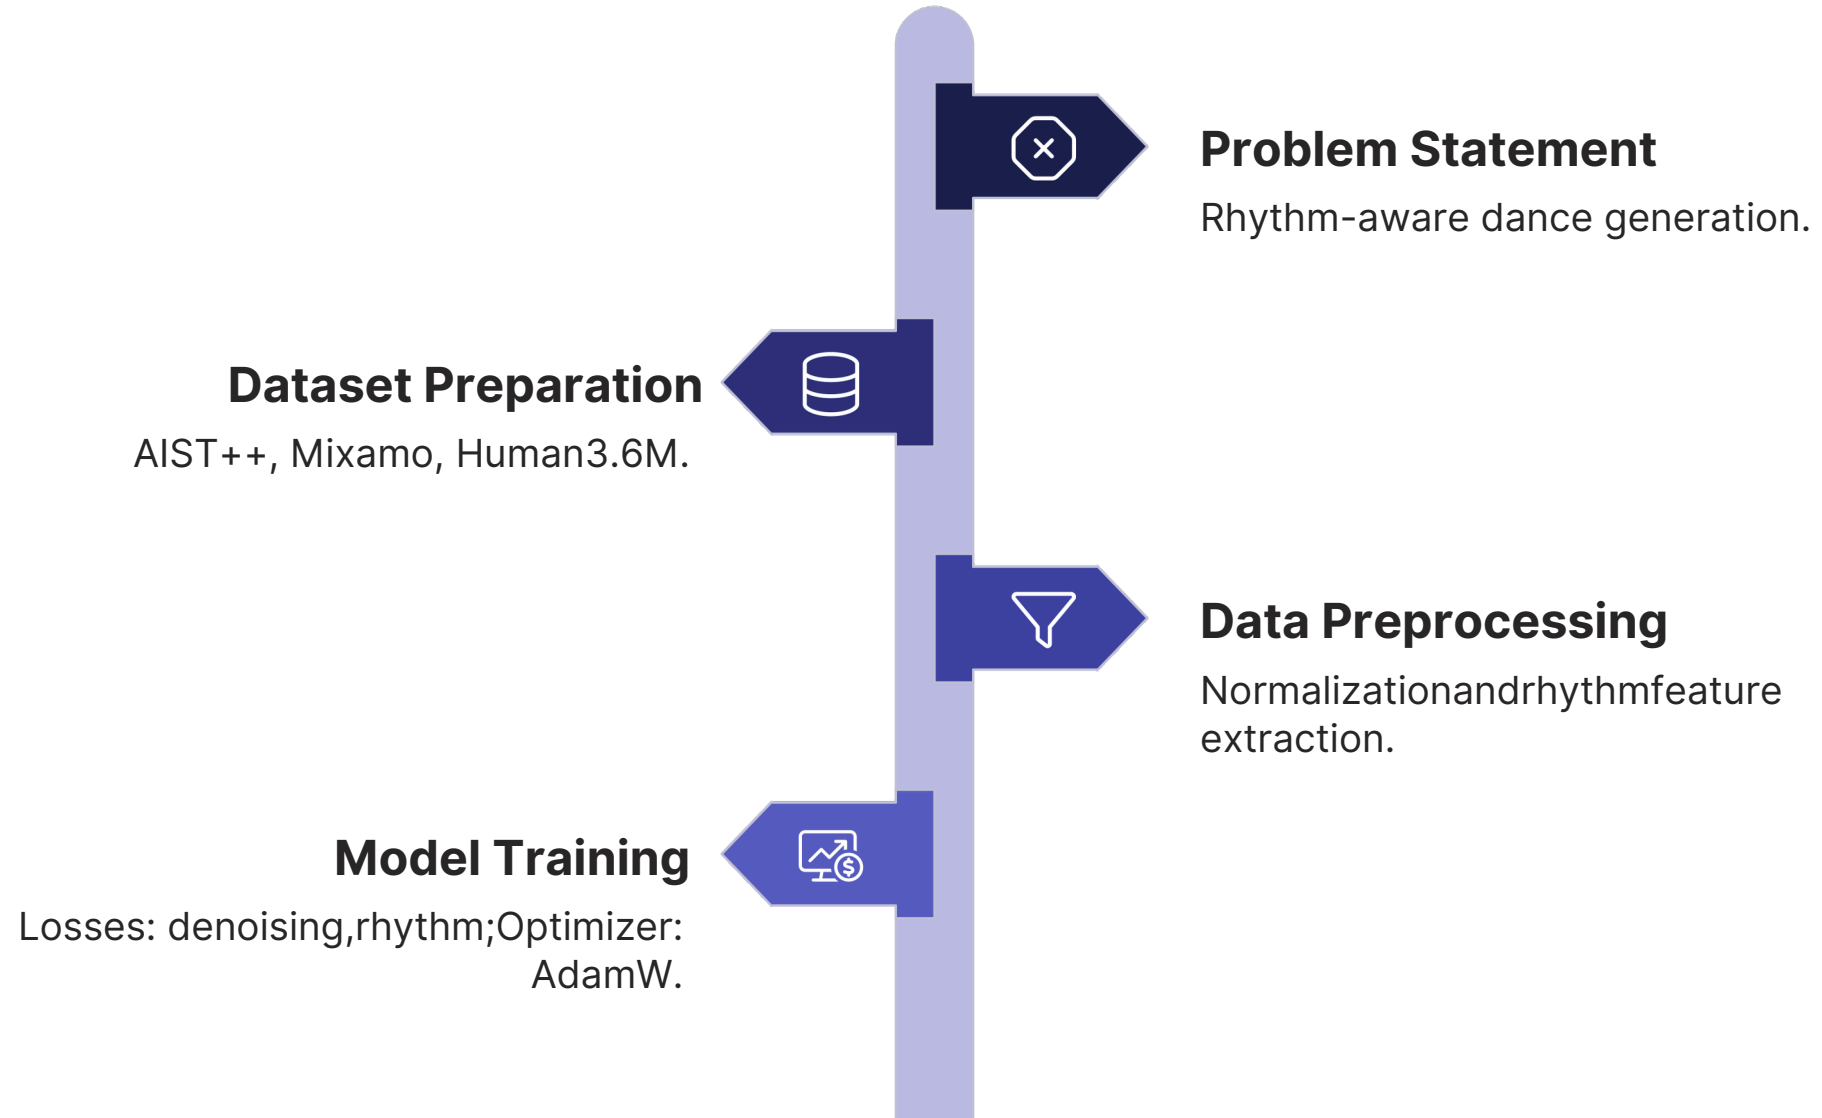 Problem Statement
Rhythm-aware dance generation.
Dataset Preparation
AIST++, Mixamo, Human3.6M.
Data Preprocessing
Normalizationandrhythmfeature
extraction.
Model Training
Losses: denoising,rhythm;Optimizer:
AdamW.